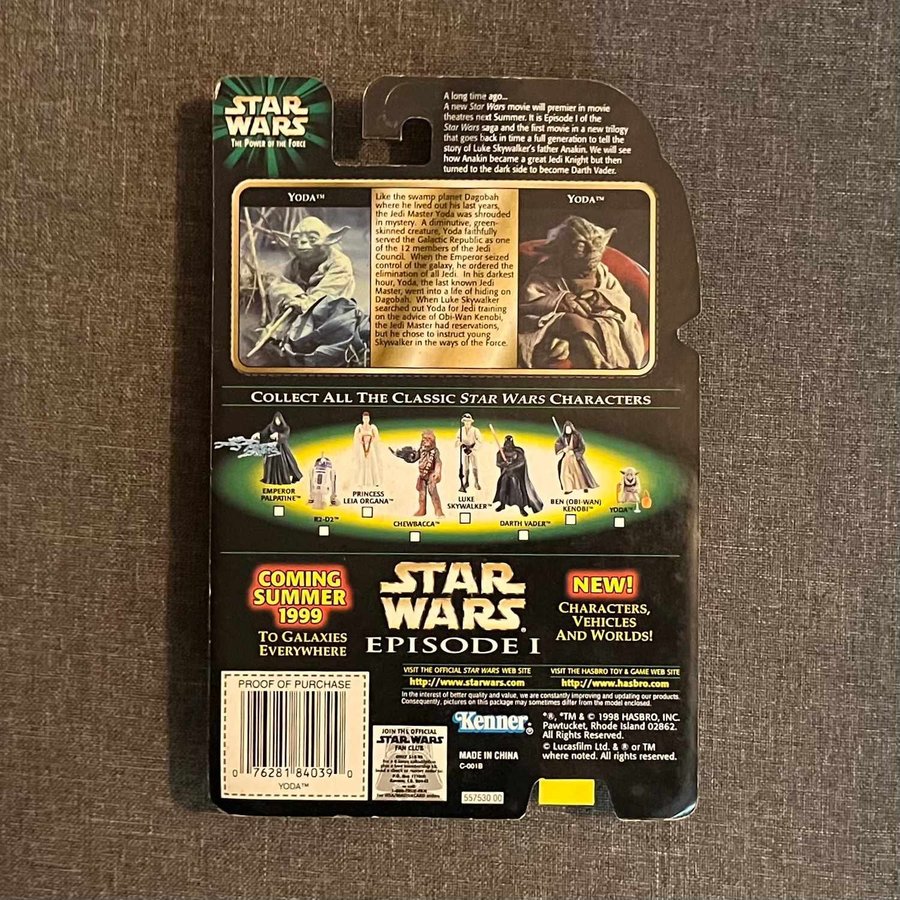 STAR
WARS
THE POWER OF THE FORCE
A long time ago...
A new Star Wars movie will premier in movie
theatres next Summer. It is Episode I of the
Star Wars saga and the first movie in a new trilogy
that goes back in time a full generation to tell the
story of Luke Skywalker's father Anakin. We will see
how Anakin became a great Jedi Knight but then
turned to the dark side to become Darth Vader.
YODA™
Like the swamp planet Dagobah
where he lived out his last years,
the Jedi Master Yoda was shrouded
in mystery. A diminutive, green-
skinned creature, Yoda faithfully
served the Galactic Republic as one
of the 12 members of the Jedi
Council. When the Emperor seized
control of the galaxy, he ordered the
elimination of all Jedi. In his darkest
hour, Yoda, the last known Jedi
Master, went into a life of hiding on
Dagobah. When Luke Skywalker
searched out Yoda for Jedi training
on the advice of Obi-Wan Kenobi,
the Jedi Master had reservations,
but he chose to instruct young
Skywalker in the ways of the Force.
YODA™
COLLECT ALL THE CLASSIC STAR WARS CHARACTERS
EMPEROR
PALPATINE™
R2-D2™
PRINCESS
LEIA ORGANA™
CHEWBACCA™
LUKE
SKYWALKER™
DARTH VADER™
BEN (OBI-WAN)
KENOBI™
YODA™
COMING
SUMMER
1999
TO GALAXIES
EVERYWHERE
STAR
WARS
EPISODE I
NEW!
CHARACTERS,
VEHICLES
AND WORLDS!
VISIT THE OFFICIAL STAR WARS WEB SITE
http://www.starwars.com
VISIT THE HASBRO TOY & GAME WEB SITE
http://www.hasbro.com
In the interest of better quality and value, we are constantly improving and updating our products.
Consequently, pictures on this package may sometimes differ from the model enclosed.
PROOF OF PURCHASE
0 76281 84039 0
YODA™
JOIN THE OFFICIAL
STAR WARS
FAN CLUB
Kenner
MADE IN CHINA
C-001B
557530 00
*®, *™ & © 1998 HASBRO, INC.
Pawtucket, Rhode Island 02862.
All Rights Reserved.
© Lucasfilm Ltd. & ® or TM
where noted. All rights reserved.